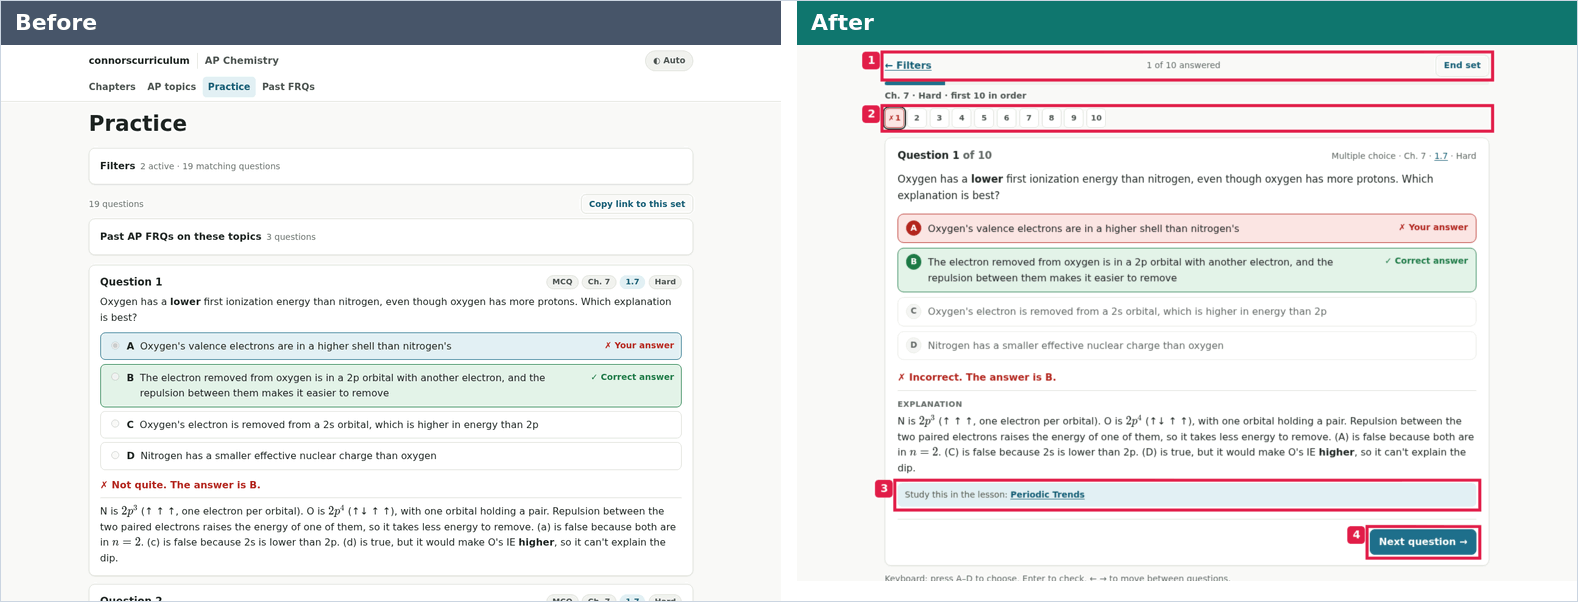 Before
connorscurriculum AP Chemistry ◐ Auto
Chapters AP topics Practice Past FRQs
Practice
Filters 2 active · 19 matching questions
19 questions Copy link to this set
Past AP FRQs on these topics 3 questions
Question 1 MCQ Ch. 7 1.7 Hard
Oxygen has a lower first ionization energy than nitrogen, even though oxygen has more protons. Which explanation
is best?
A Oxygen's valence electrons are in a higher shell than nitrogen's ✗ Your answer
B The electron removed from oxygen is in a 2p orbital with another electron, and the ✓ Correct answer
repulsion between them makes it easier to remove
C Oxygen's electron is removed from a 2s orbital, which is higher in energy than 2p
D Nitrogen has a smaller effective nuclear charge than oxygen
✗ Not quite. The answer is B.
N is 2p³ (↑ ↑ ↑, one electron per orbital). O is 2p⁴ (↑↓ ↑ ↑), with one orbital holding a pair. Repulsion between the
two paired electrons raises the energy of one of them, so it takes less energy to remove. (a) is false because both are
in n = 2. (c) is false because 2s is lower than 2p. (d) is true, but it would make O's IE higher, so it can't explain the
dip.
Question 2 MCQ Ch. 7 1.7 Hard
After
1 ← Filters 1 of 10 answered End set
Ch. 7 · Hard · first 10 in order
2 ✗ 1 2 3 4 5 6 7 8 9 10
Question 1 of 10 Multiple choice · Ch. 7 · 1.7 · Hard
Oxygen has a lower first ionization energy than nitrogen, even though oxygen has more protons. Which
explanation is best?
A Oxygen's valence electrons are in a higher shell than nitrogen's ✗ Your answer
B The electron removed from oxygen is in a 2p orbital with another electron, and the ✓ Correct answer
repulsion between them makes it easier to remove
C Oxygen's electron is removed from a 2s orbital, which is higher in energy than 2p
D Nitrogen has a smaller effective nuclear charge than oxygen
✗ Incorrect. The answer is B.
EXPLANATION
N is 2p³ (↑ ↑ ↑, one electron per orbital). O is 2p⁴ (↑↓ ↑ ↑), with one orbital holding a pair. Repulsion between the
two paired electrons raises the energy of one of them, so it takes less energy to remove. (A) is false because both are
in n = 2. (C) is false because 2s is lower than 2p. (D) is true, but it would make O's IE higher, so it can't explain the
dip.
3 Study this in the lesson: Periodic Trends
4 Next question →
Keyboard: press A–D to choose, Enter to check, ← → to move between questions.